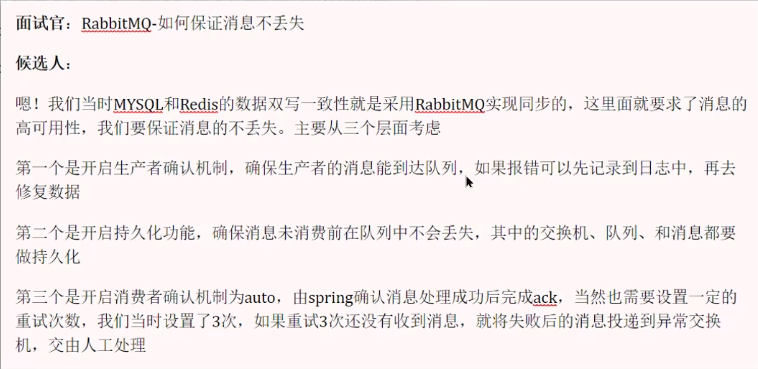 面试官：RabbitMQ-如何保证消息不丢失
候选人：
嗯！我们当时MYSQL和Redis的数据双写一致性就是采用RabbitMQ实现同步的，这里面就要求了消息的
高可用性，我们要保证消息的不丢失。主要从三个层面考虑
第一个是开启生产者确认机制，确保生产者的消息能到达队列，如果报错可以先记录到日志中，再去
修复数据
第二个是开启持久化功能，确保消息未消费前在队列中不会丢失，其中的交换机、队列、和消息都要
做持久化
第三个是开启消费者确认机制为auto，由spring确认消息处理成功后完成ack，当然也需要设置一定的
重试次数，我们当时设置了3次，如果重试3次还没有收到消息，就将失败后的消息投递到异常交换
机，交由人工处理